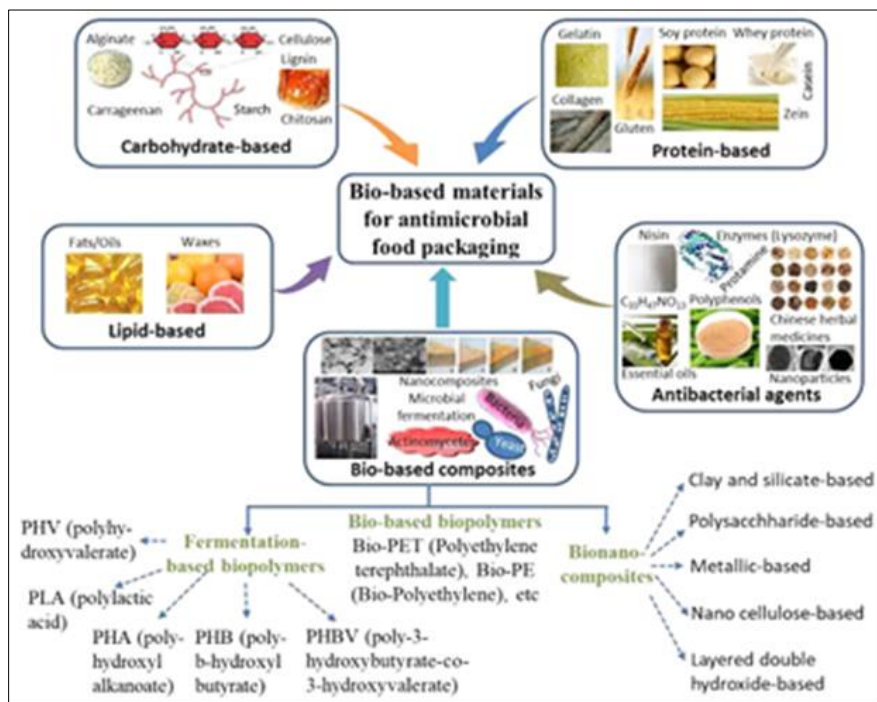 Alginate
Cellulose
Lignin
Carrageenan
Starch
Chitosan
Carbohydrate-based
Gelatin
Soy protein
Whey protein
Casein
Collagen
Gluten
Zein
Protein-based
Bio-based materials
for antimicrobial
food packaging
Fats/Oils
Waxes
Lipid-based
Nisin
Enzymes (Lysozyme)
Protamine
Polyphenols
Chinese herbal
medicines
Essential oils
Nanoparticles
Antibacterial agents
Nanocomposites
Microbial
fermentation
Fungi
Bacteria
Actinomycetes
Yeast
Bio-based composites
PHV (polyhy-
droxyvalerate)
PLA (polylactic
acid)
Fermentation-
based biopolymers
PHA (poly-
hydroxyl
alkanoate)
PHB (poly-
b-hydroxyl
butyrate)
PHBV (poly-3-
hydroxybutyrate-co-
3-hydroxyvalerate)
Bio-based biopolymers
Bio-PET (Polyethylene
terephthalate), Bio-PE
(Bio-Polyethylene), etc
Bionano-
composites
Clay and silicate-based
Polysacchharide-based
Metallic-based
Nano cellulose-based
Layered double
hydroxide-based